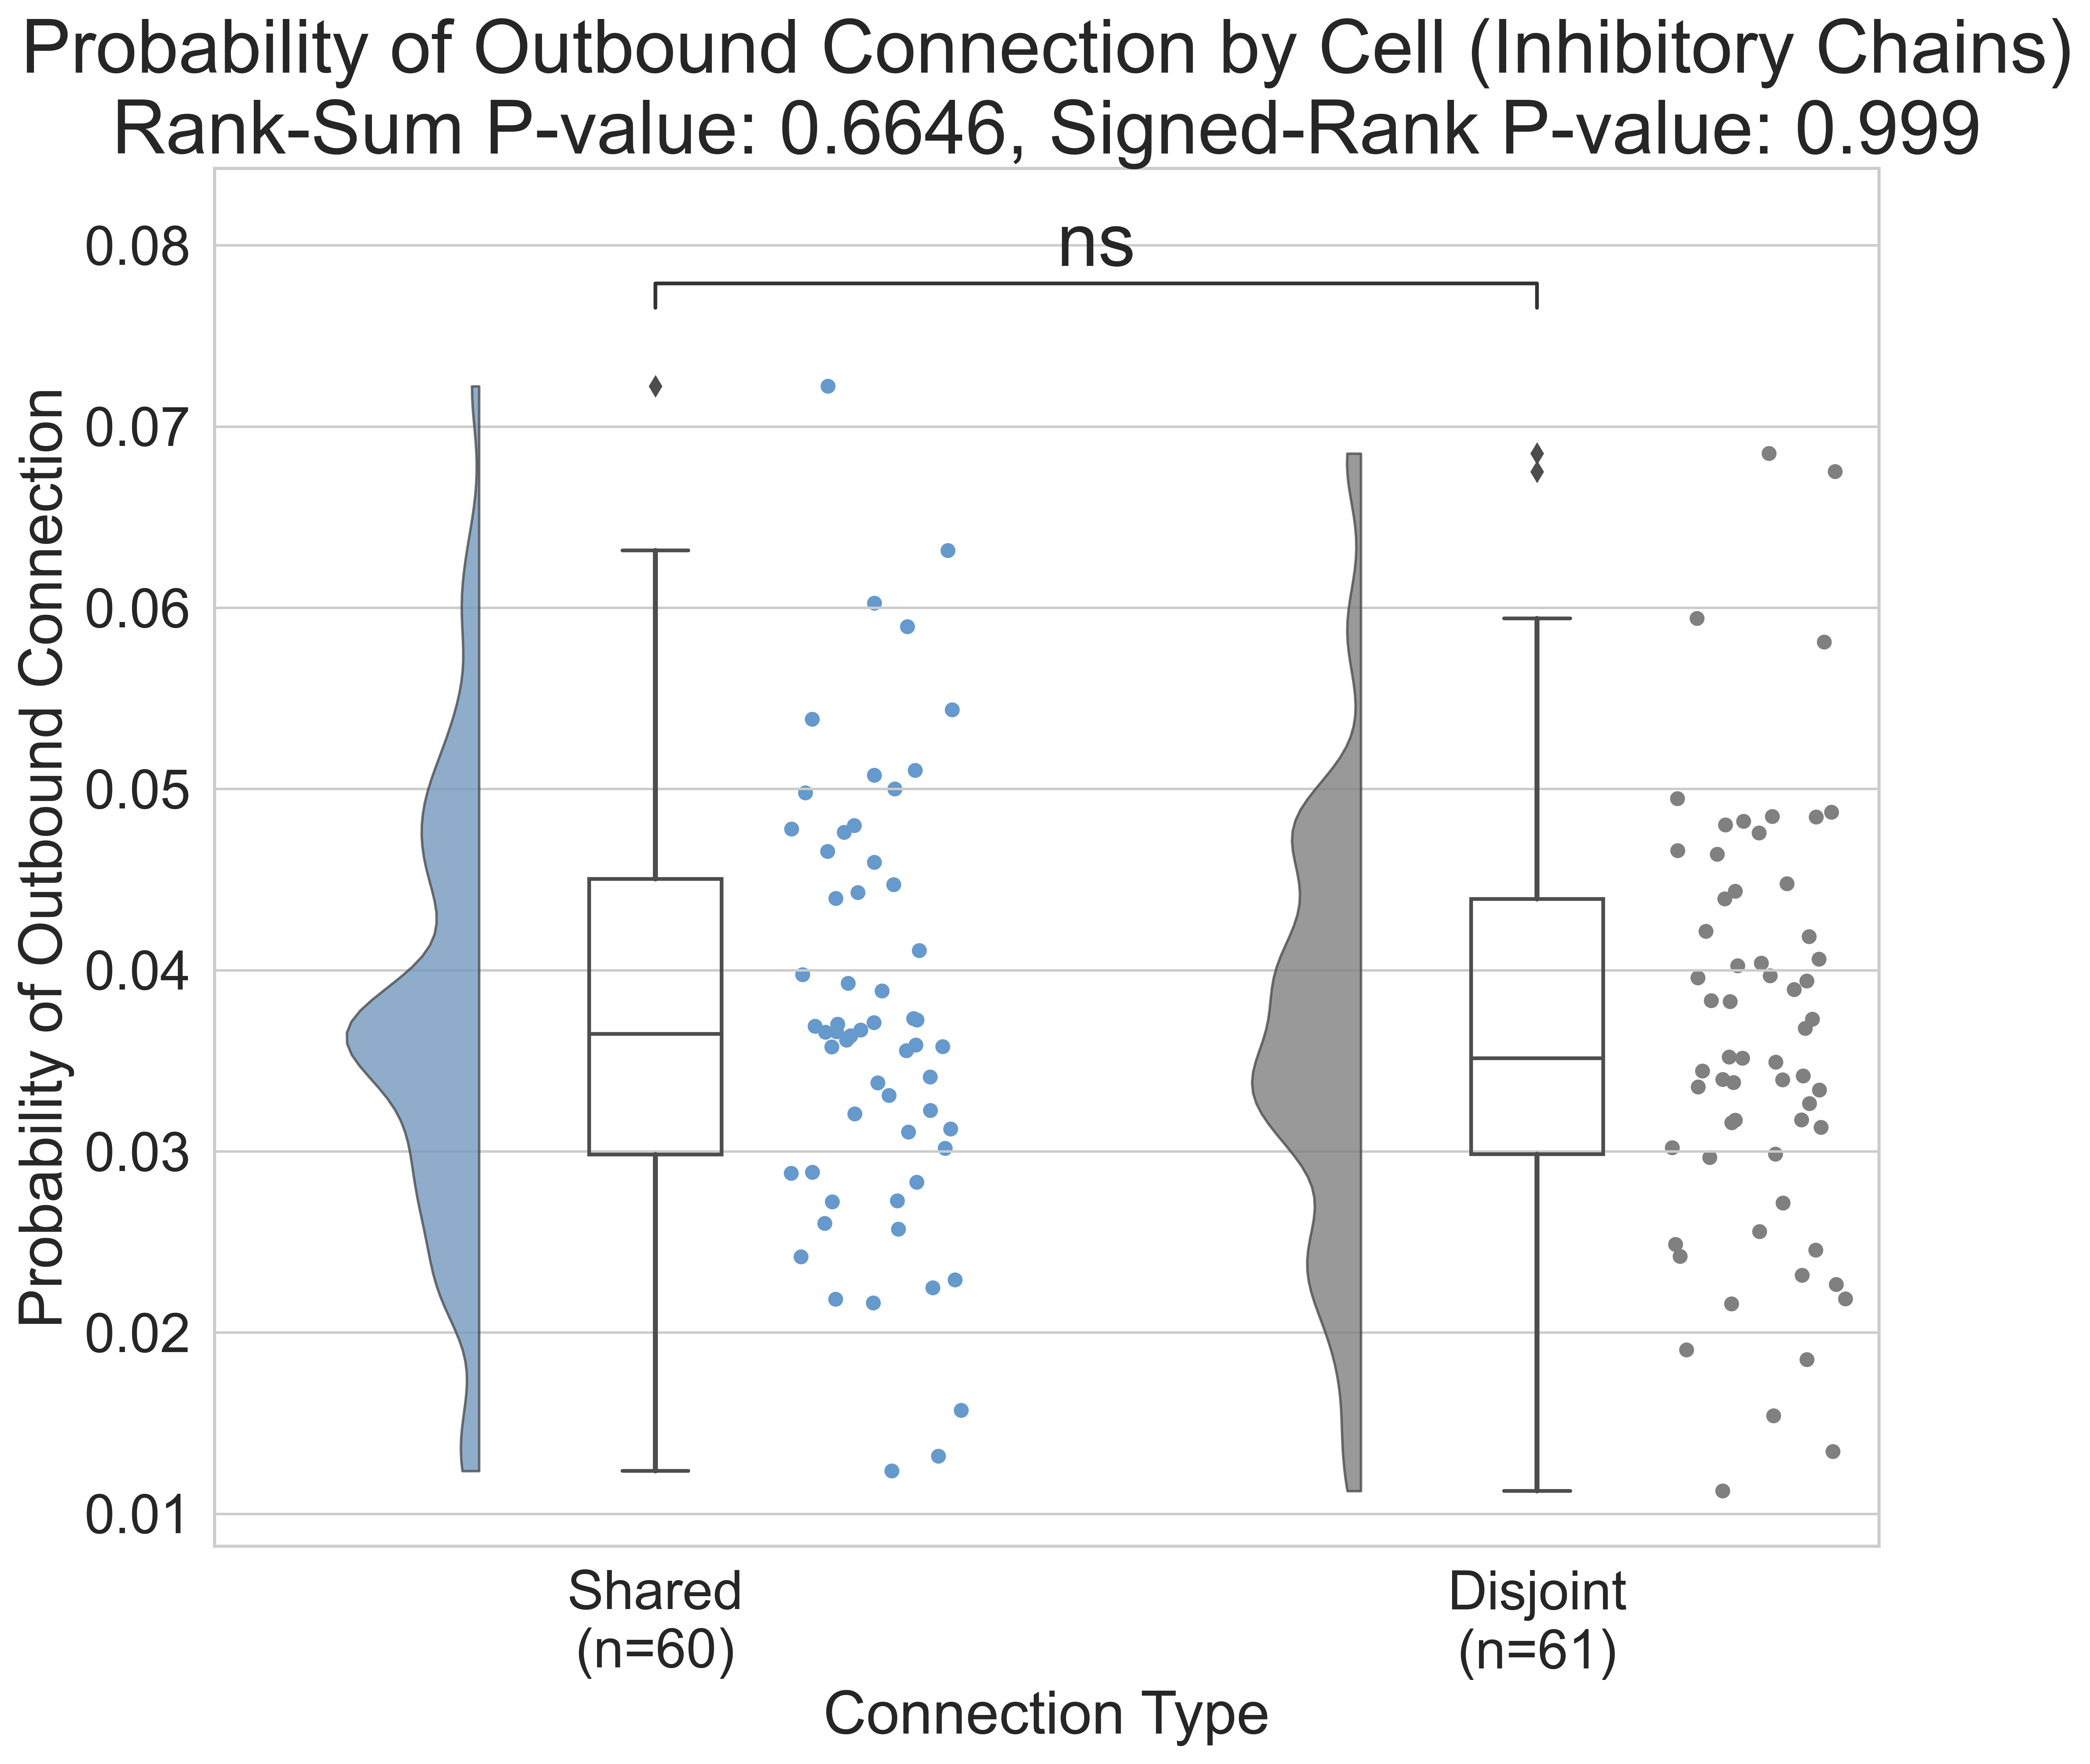 Probability of Outbound Connection by Cell (Inhibitory Chains)
Rank-Sum P-value: 0.6646, Signed-Rank P-value: 0.999
ns
0.08
0.07
0.06
0.05
0.04
0.03
0.02
0.01
Probability of Outbound Connection
Shared
(n=60)
Disjoint
(n=61)
Connection Type